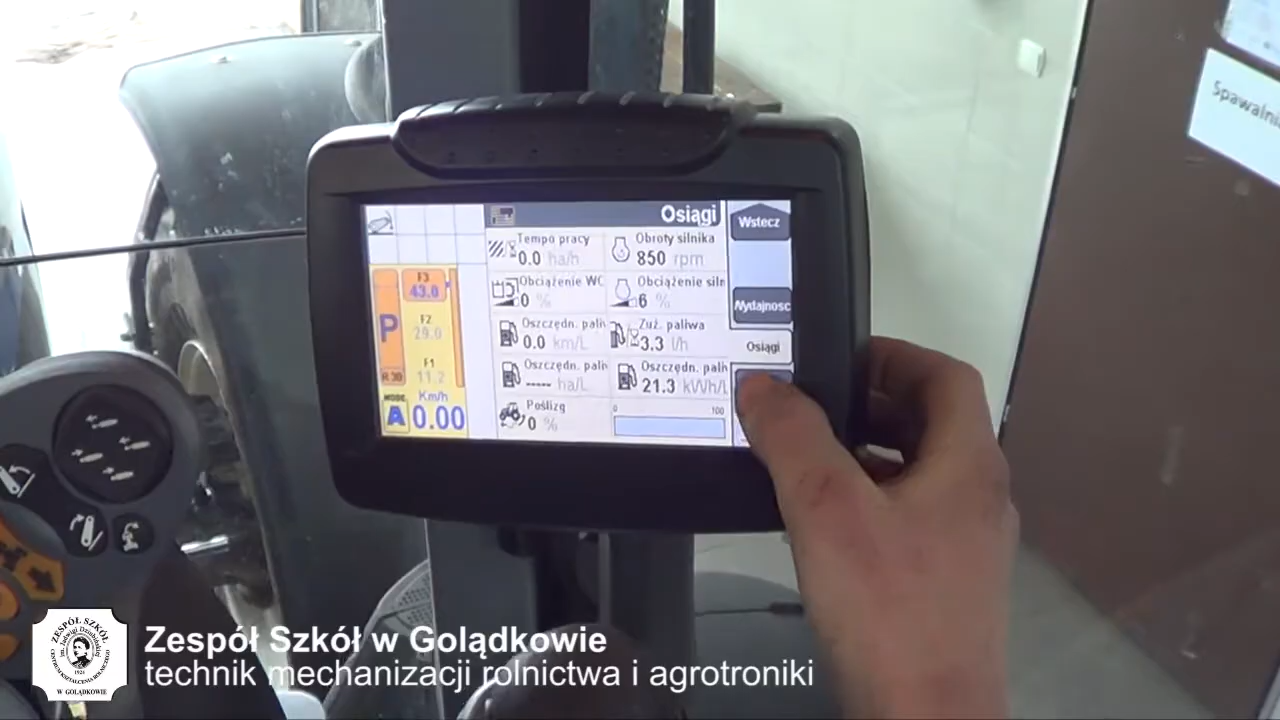 Osiągi
Wstecz
Tempo pracy
0.0 ha/h
Obroty silnika
850 rpm
Obciążenie WO
0 %
Obciążenie siln
6 %
Wydajnosc
Oszczędn. paliw
0.0 km/L
Zuż. paliwa
3.3 l/h
Osiągi
Oszczędn. paliw
----- ha/L
Oszczędn. paliw
21.3 kWh/L
Poślizg
0 %
0 100
F3
43.0
P
F2
29.0
F1
11.2
R 30
MODE
A
Km/h
0.00
Spawalni
ZESPÓŁ SZKÓŁ
1924
W GOLĄDKOWIE
Zespół Szkół w Golądkowie
technik mechanizacji rolnictwa i agrotroniki